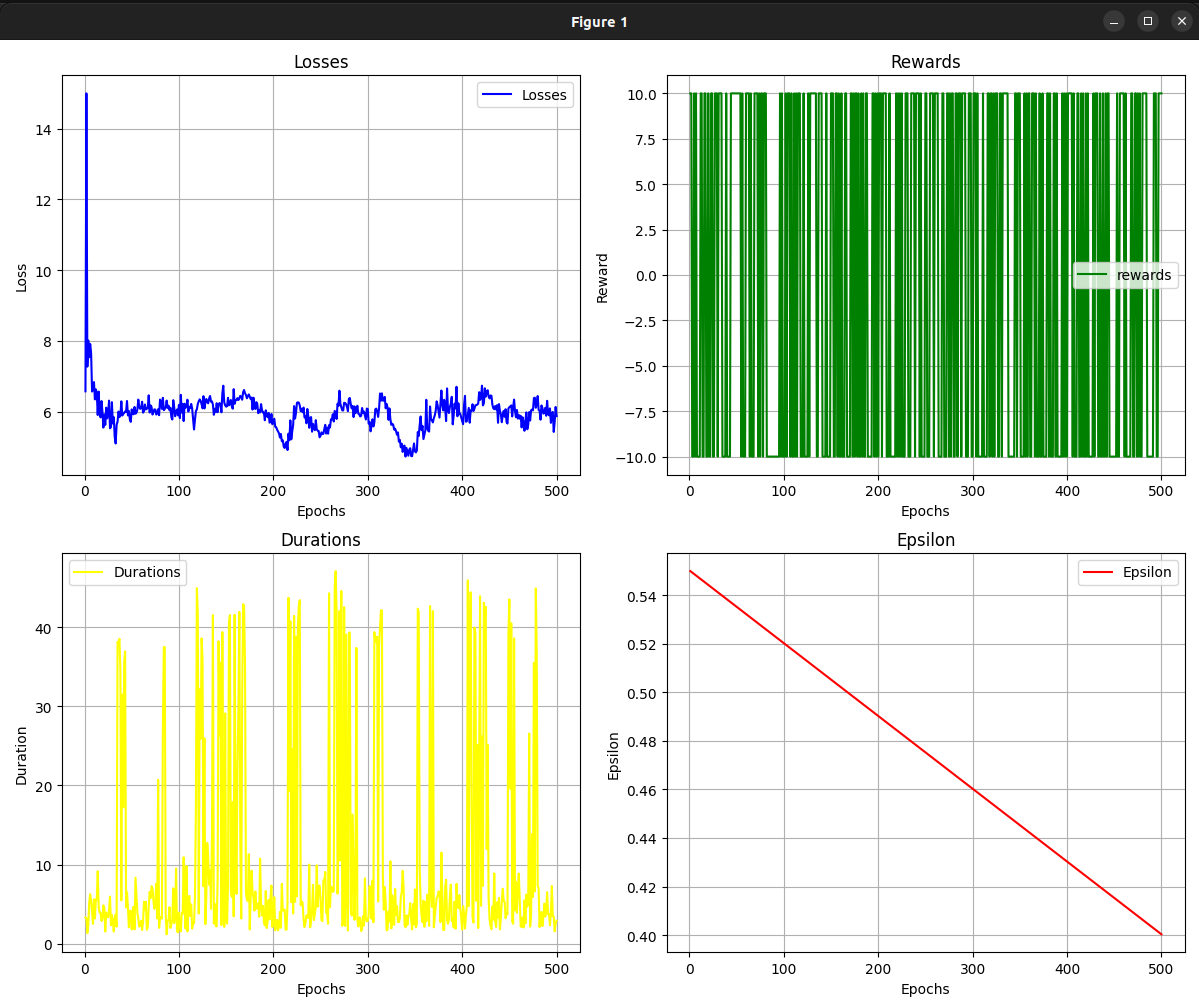 Figure 1
Losses
Losses
14
12
10
8
6
Loss
0 100 200 300 400 500
Epochs
Rewards
10.0
7.5
5.0
2.5
0.0
−2.5
−5.0
−7.5
−10.0
Reward
rewards
0 100 200 300 400 500
Epochs
Durations
Durations
40
30
20
10
0
Duration
0 100 200 300 400 500
Epochs
Epsilon
Epsilon
0.54
0.52
0.50
0.48
0.46
0.44
0.42
0.40
Epsilon
0 100 200 300 400 500
Epochs